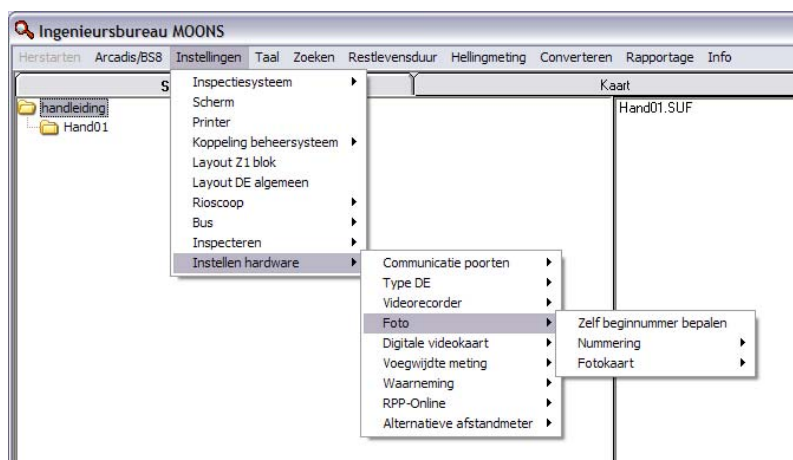 Ingenieursbureau MOONS
Herstarten Arcadis/BS8 Instellingen Taal Zoeken Restlevensduur Hellingmeting Converteren Rapportage Info
S Kaart
handleiding
Hand01
Hand01.SUF
Inspectiesysteem
Scherm
Printer
Koppeling beheersysteem
Layout Z1 blok
Layout DE algemeen
Rioscoop
Bus
Inspecteren
Instellen hardware
Communicatie poorten
Type DE
Videorecorder
Foto
Digitale videokaart
Voegwijdte meting
Waarneming
RPP-Online
Alternatieve afstandmeter
Zelf beginnummer bepalen
Nummering
Fotokaart